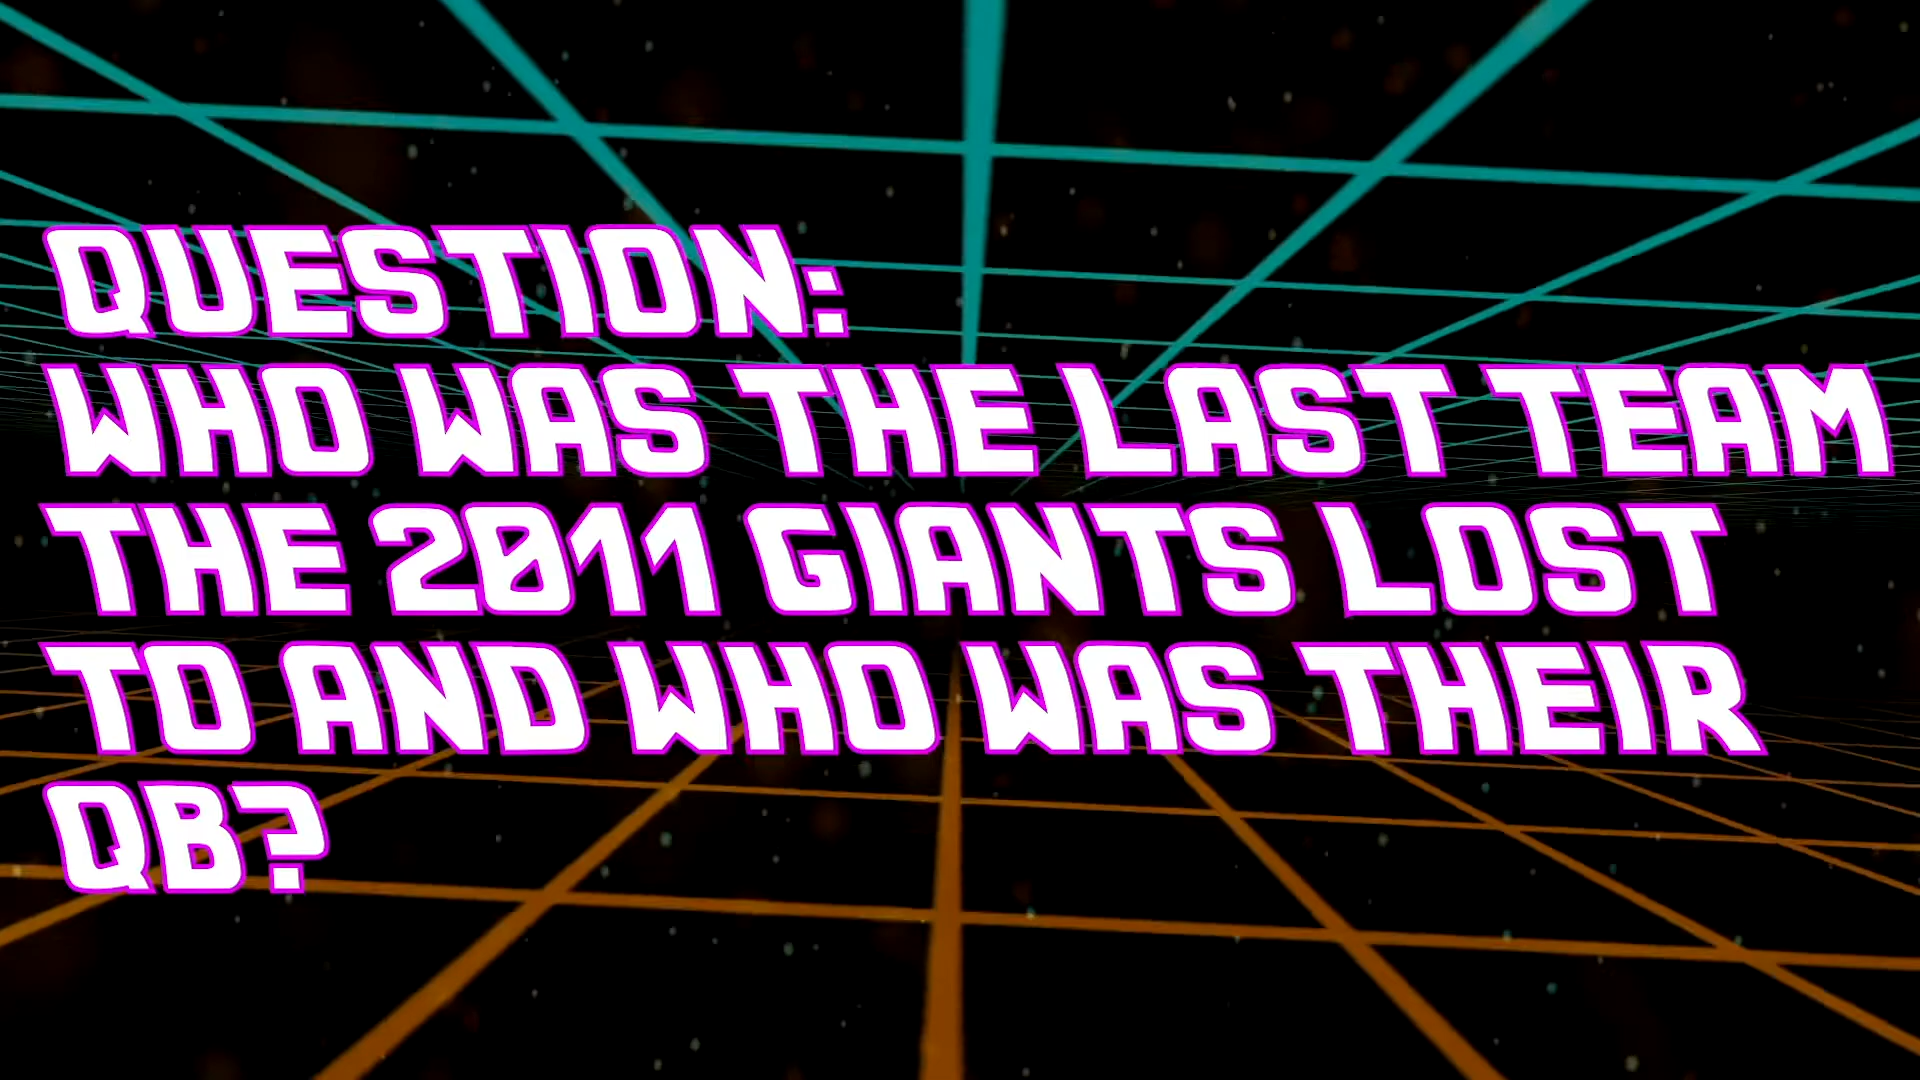 QUESTION:
WHO WAS THE LAST TEAM
THE 2011 GIANTS LOST
TO AND WHO WAS THEIR
QB?